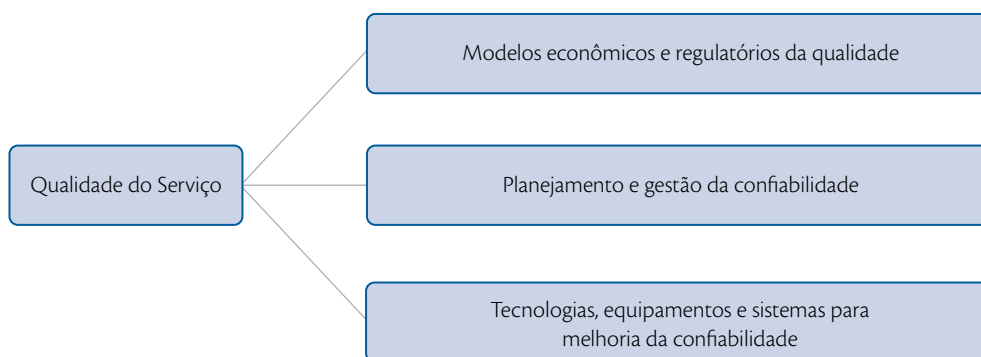 Modelos econômicos e regulatórios da qualidade
Qualidade do Serviço
Planejamento e gestão da confiabilidade
Tecnologias, equipamentos e sistemas para
melhoria da confiabilidade